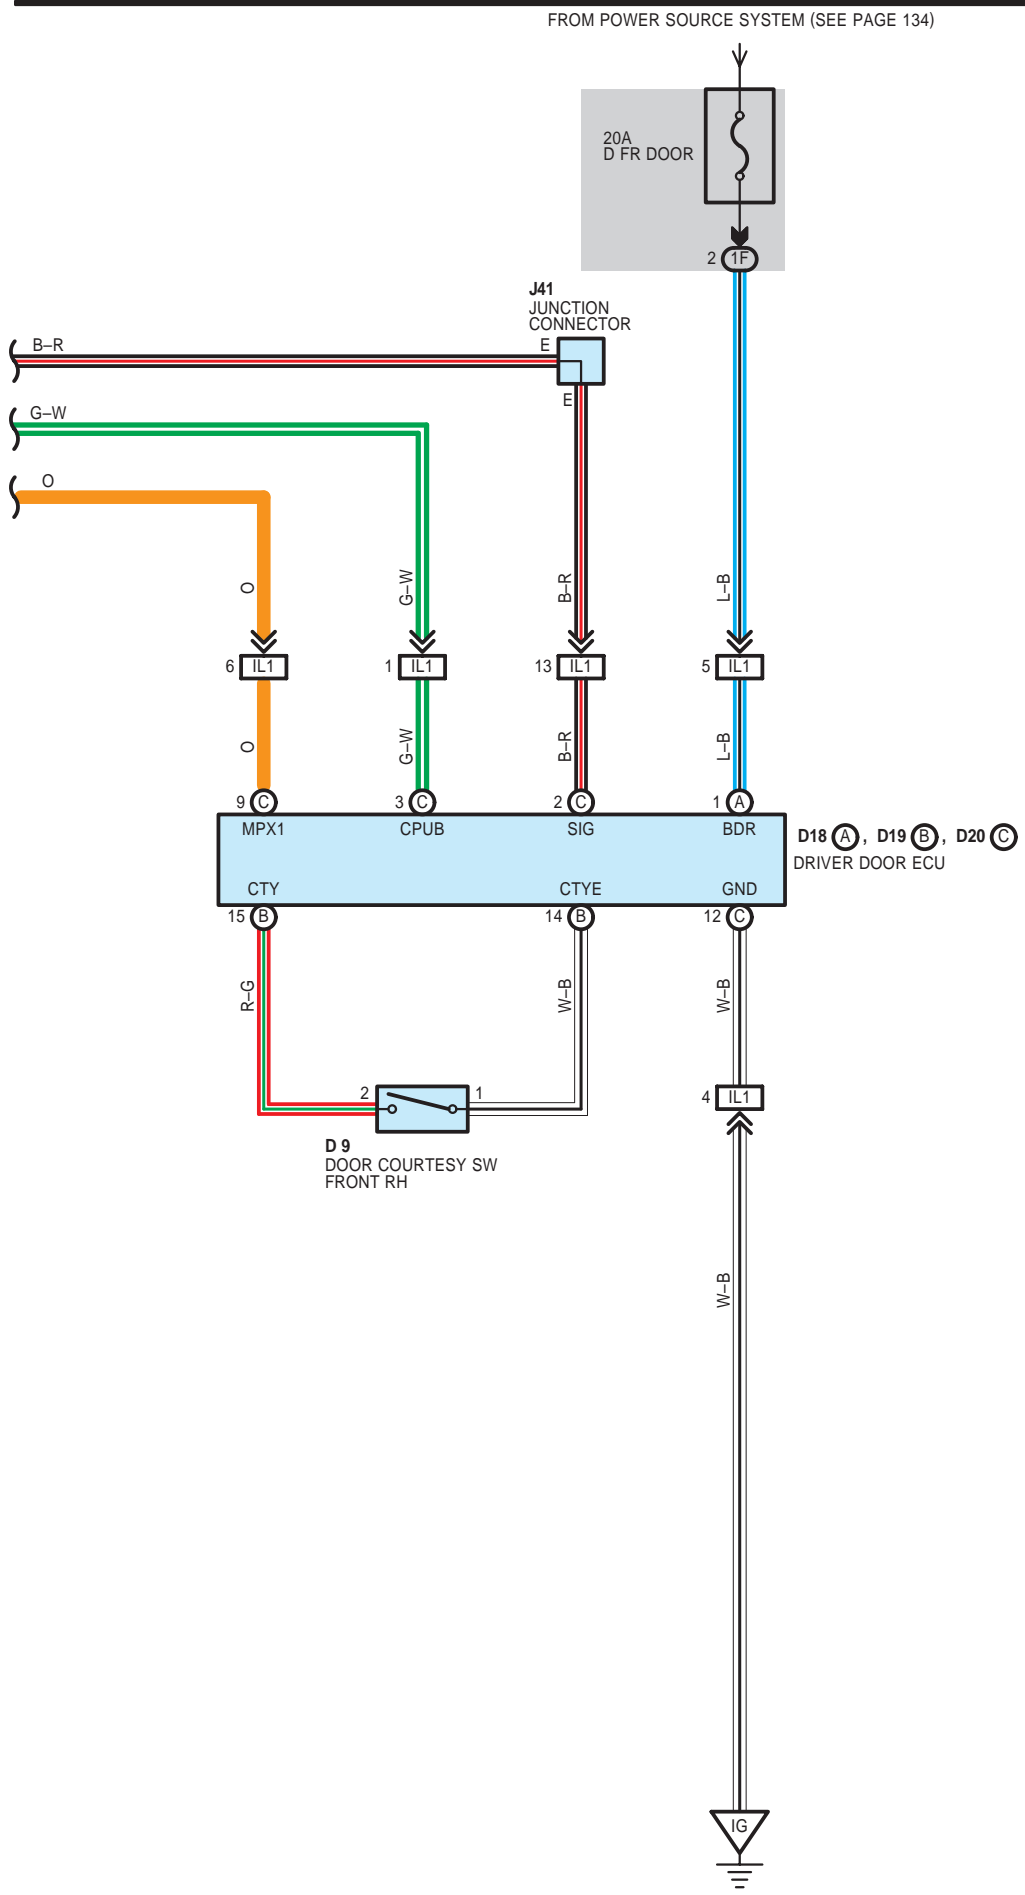 FROM POWER SOURCE SYSTEM (SEE PAGE 134)
20A
D FR DOOR
2 1F
J41
JUNCTION
CONNECTOR
B–R
E
E
G–W
O
O
G–W
B–R
L–B
6 IL1
1 IL1
13 IL1
5 IL1
O
G–W
B–R
L–B
9 C
3 C
2 C
1 A
MPX1
CPUB
SIG
BDR
D18 A , D19 B , D20 C
DRIVER DOOR ECU
CTY
CTYE
GND
15 B
14 B
12 C
R–G
W–B
W–B
2
1
4 IL1
D 9
DOOR COURTESY SW
FRONT RH
W–B
IG